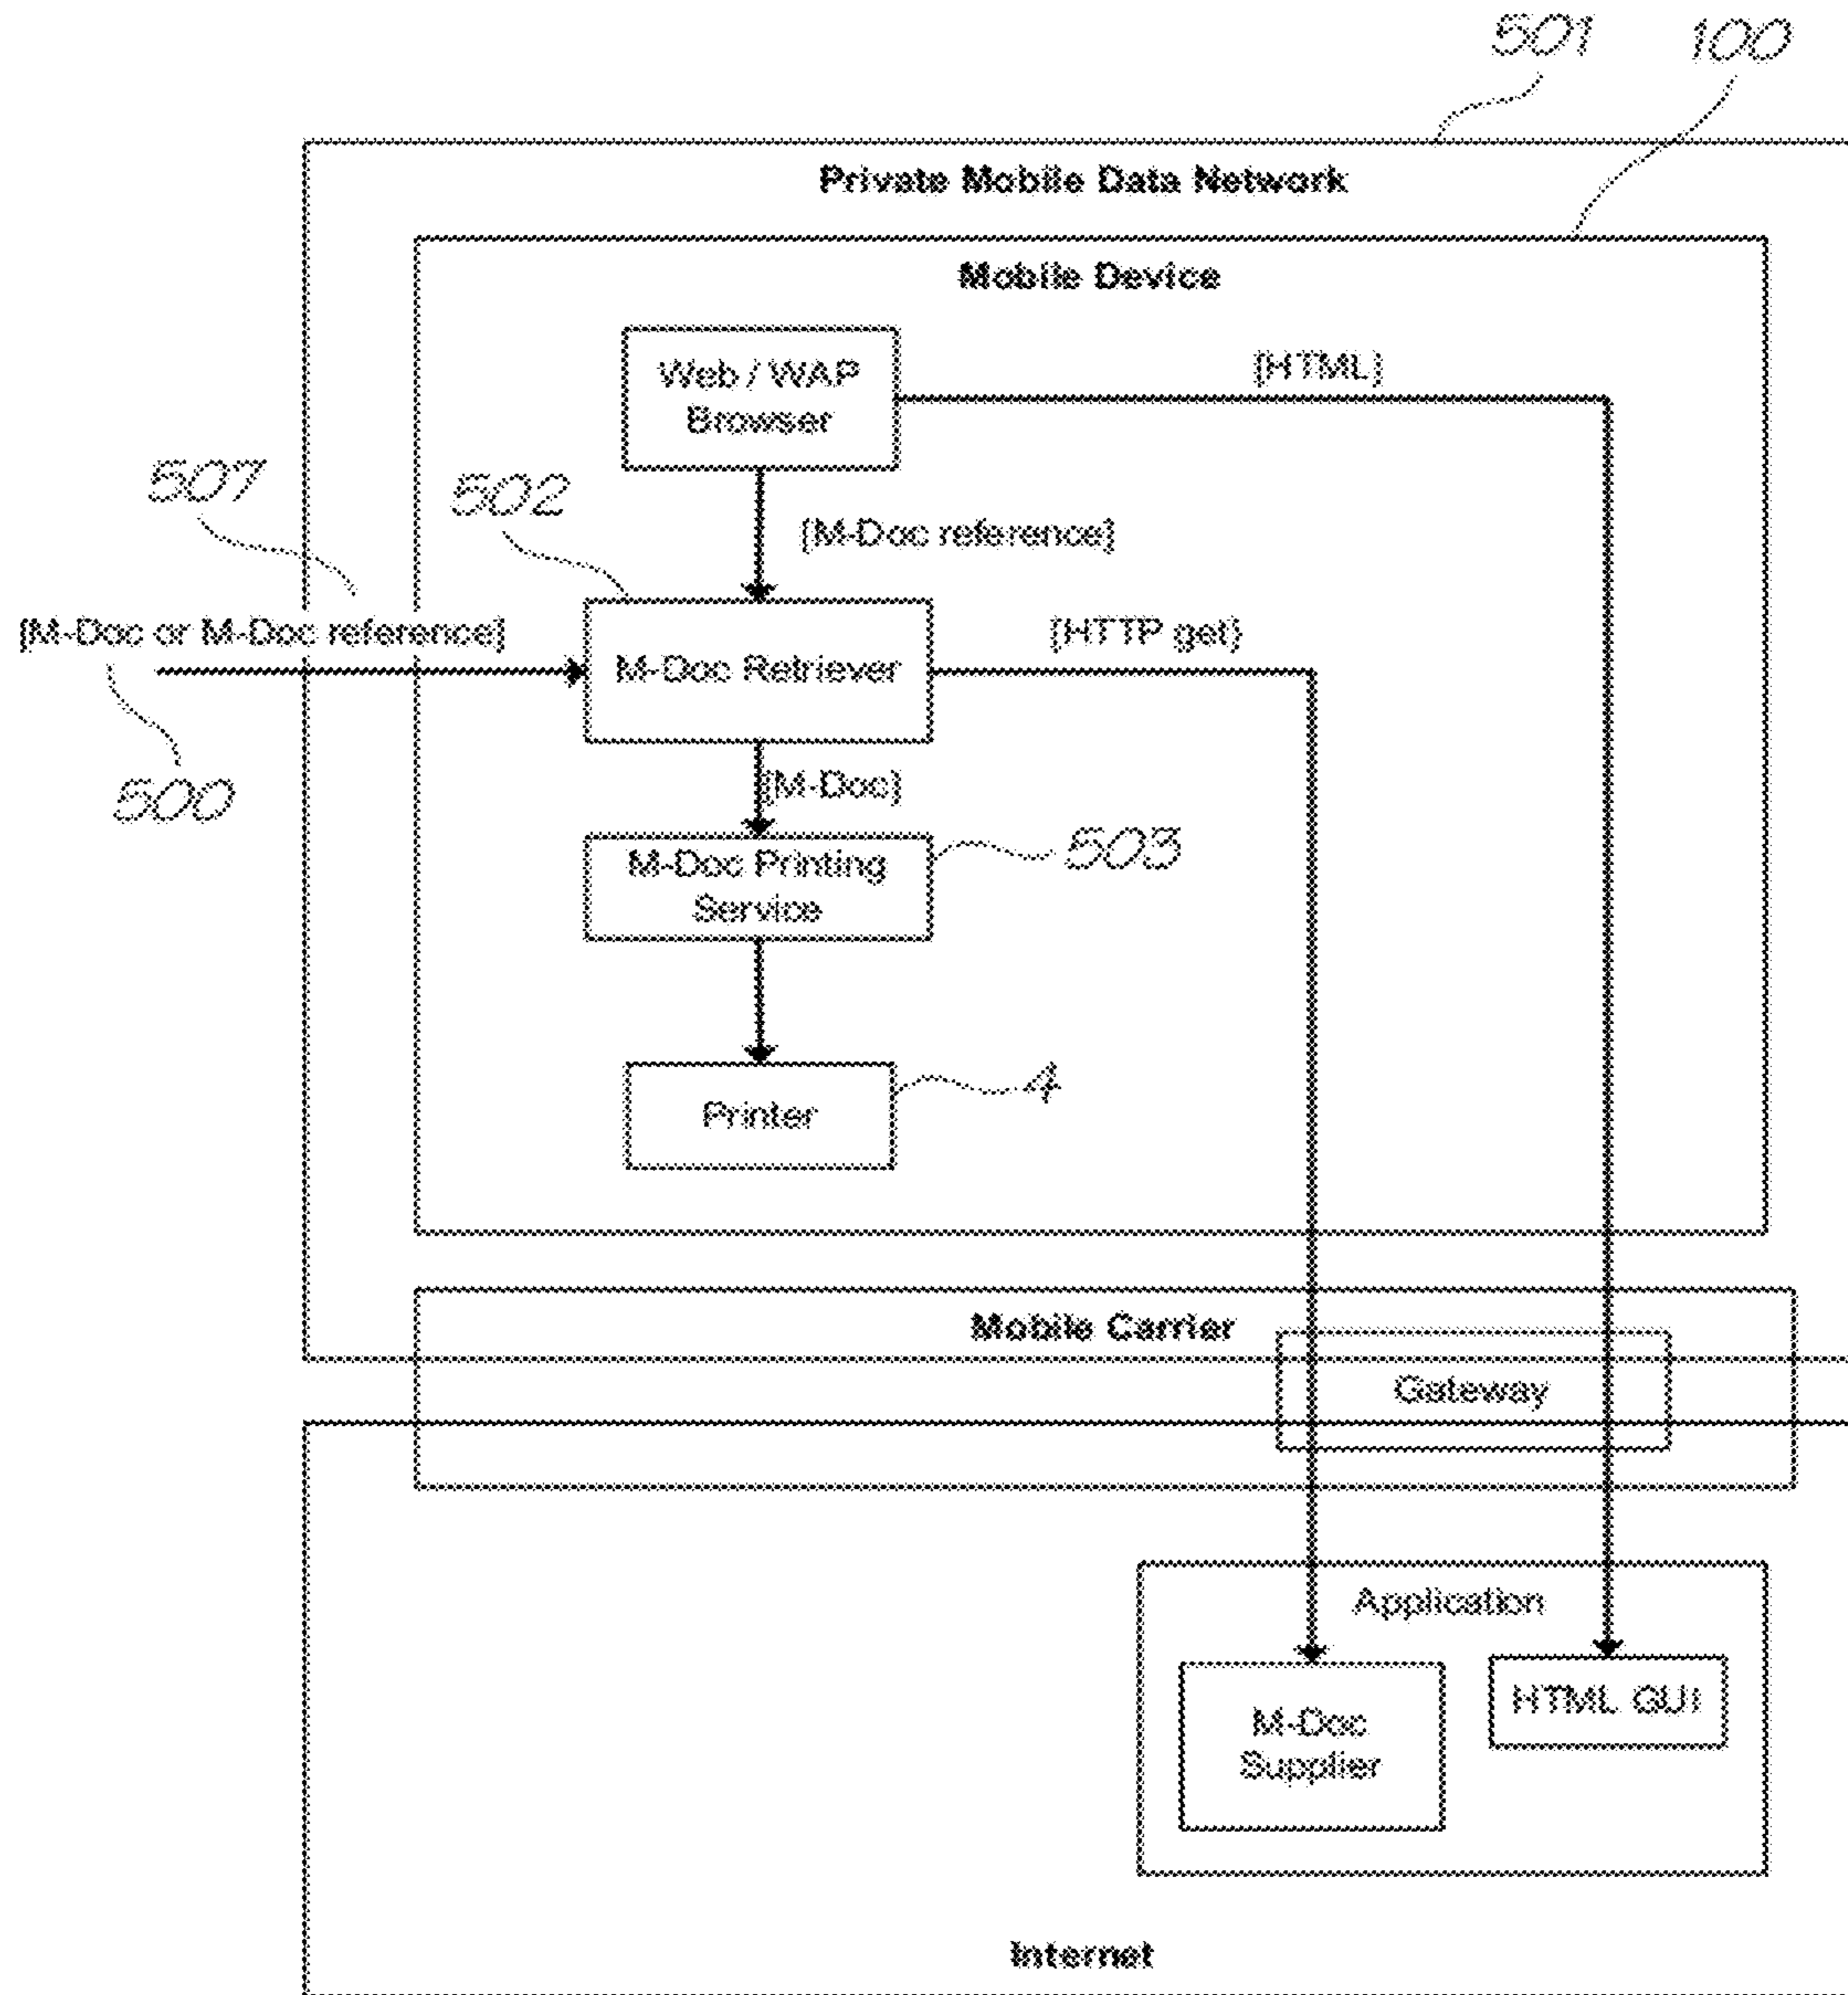 501
100
Private Mobile Data Network
Mobile Device
Web / WAP
Browser
[HTML]
507
502
[M-Doc reference]
[M-Doc or M-Doc reference]
M-Doc Retriever
[HTTP get}
500
[M-Doc]
M-Doc Printing
Service
503
Printer
4
Mobile Carrier
Gateway
Application
M-Doc
Supplier
HTML GUI
Internet